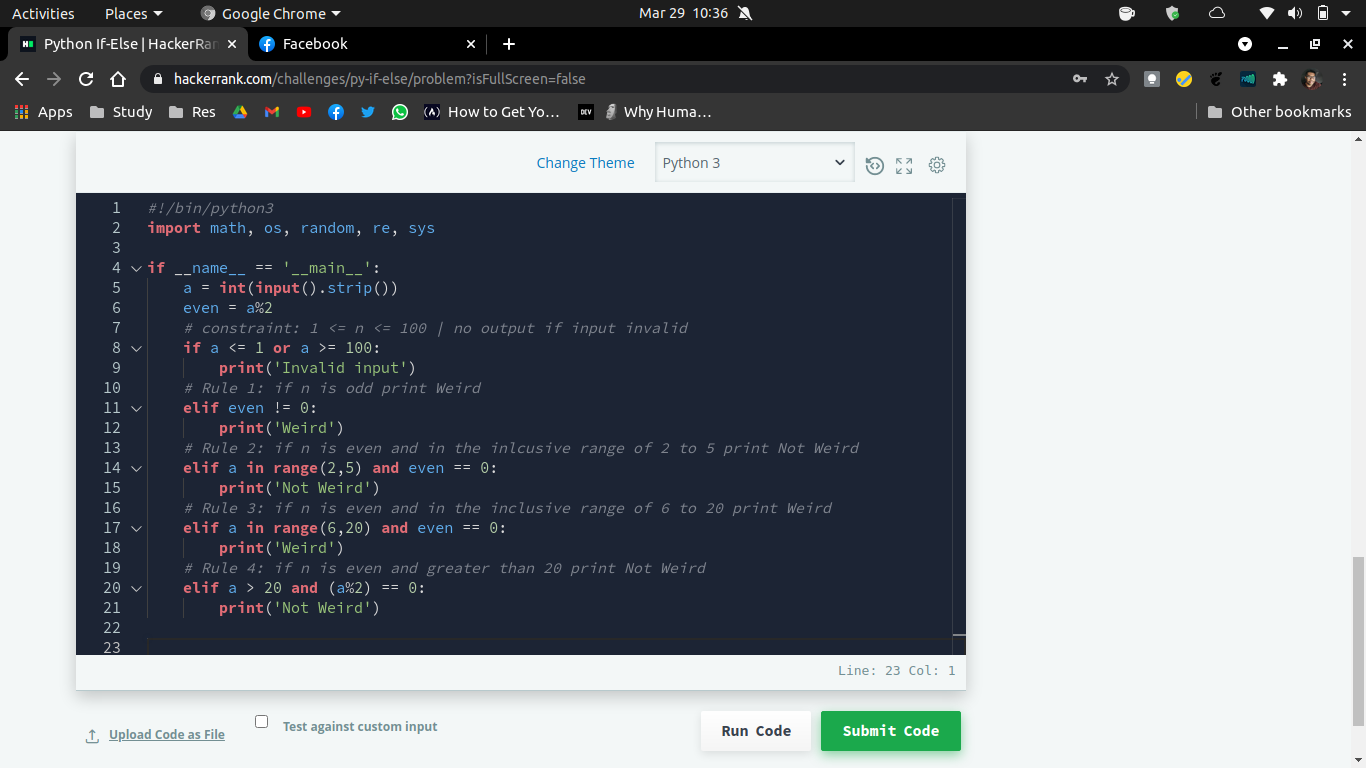 Activities Places Google Chrome Mar 29 10:36
Python If-Else | HackerRan Facebook
hackerrank.com/challenges/py-if-else/problem?isFullScreen=false
Apps Study Res How to Get Yo... DEV Why Huma... Other bookmarks
Change Theme Python 3
1 #!/bin/python3
2 import math, os, random, re, sys
3
4 if __name__ == '__main__':
5 a = int(input().strip())
6 even = a%2
7 # constraint: 1 <= n <= 100 | no output if input invalid
8 if a <= 1 or a >= 100:
9 print('Invalid input')
10 # Rule 1: if n is odd print Weird
11 elif even != 0:
12 print('Weird')
13 # Rule 2: if n is even and in the inlcusive range of 2 to 5 print Not Weird
14 elif a in range(2,5) and even == 0:
15 print('Not Weird')
16 # Rule 3: if n is even and in the inclusive range of 6 to 20 print Weird
17 elif a in range(6,20) and even == 0:
18 print('Weird')
19 # Rule 4: if n is even and greater than 20 print Not Weird
20 elif a > 20 and (a%2) == 0:
21 print('Not Weird')
22
23
Line: 23 Col: 1
Upload Code as File Test against custom input Run Code Submit Code